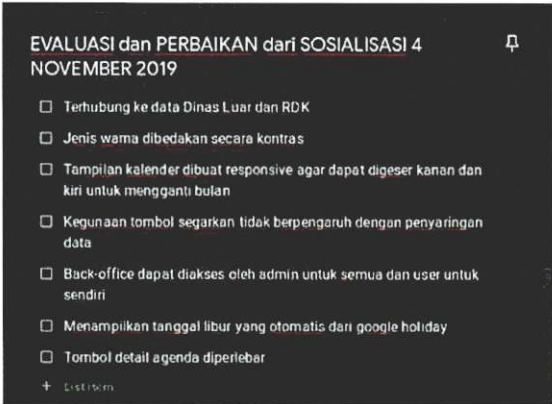 EVALUASI dan PERBAIKAN dari SOSIALISASI 4
NOVEMBER 2019
Terhubung ke data Dinas Luar dan RDK
Jenis warna dibedakan secara kontras
Tampilan kalender dibuat responsive agar dapat digeser kanan dan
kiri untuk mengganti bulan
Kegunaan tombol segarkan tidak berpengaruh dengan penyaringan
data
Back-office dapat diakses oleh admin untuk semua dan user untuk
sendiri
Menampilkan tanggal libur yang otomatis dari google holiday
Tombol detail agenda diperlebar
+ List item